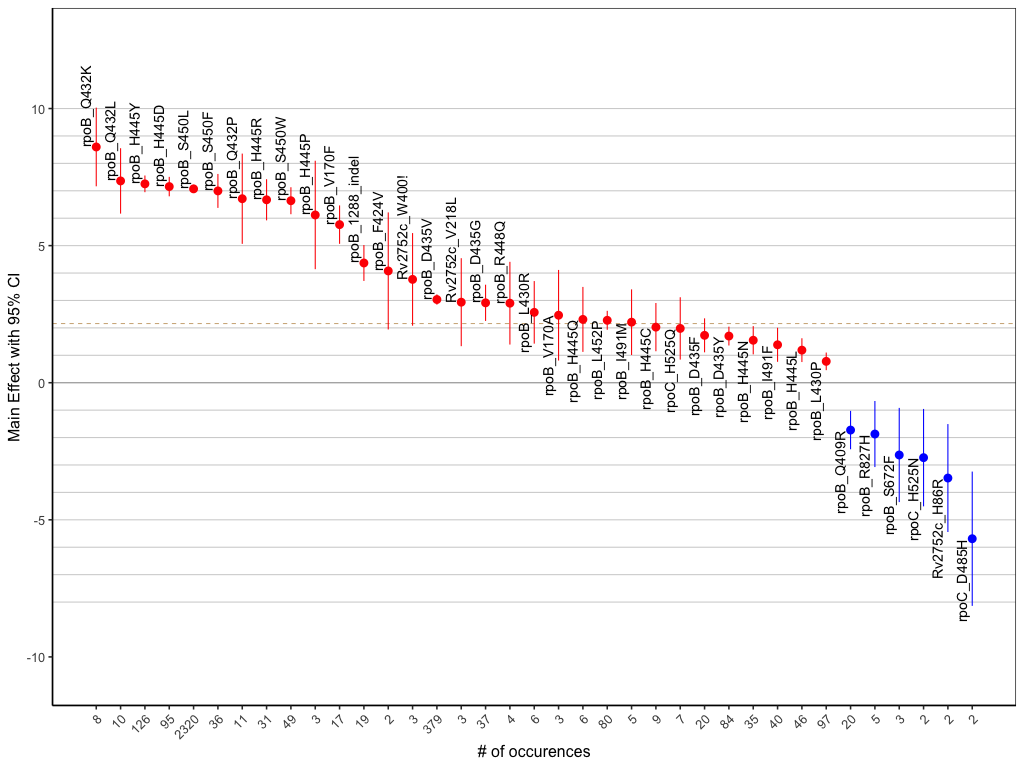 Main Effect with 95% CI
10
5
0
-5
-10
rpoB_Q432K
rpoB_Q432L
rpoB_H445Y
rpoB_H445D
rpoB_S450L
rpoB_S450F
rpoB_Q432P
rpoB_H445R
rpoB_S450W
rpoB_H445P
rpoB_V170F
rpoB_1288_indel
rpoB_F424V
Rv2752c_W400!
rpoB_D435V
Rv2752c_V218L
rpoB_D435G
rpoB_R448Q
rpoB_L430R
rpoB_V170A
rpoB_H445Q
rpoB_L452P
rpoB_I491M
rpoB_H445C
rpoC_H525Q
rpoB_D435F
rpoB_D435Y
rpoB_H445N
rpoB_I491F
rpoB_H445L
rpoB_L430P
rpoB_Q409R
rpoB_R827H
rpoB_S672F
rpoC_H525N
Rv2752c_H86R
rpoC_D485H
8
10
126
95
2320
36
11
31
49
3
17
19
2
3
379
3
37
4
6
3
6
80
5
9
7
20
84
35
40
46
97
20
5
3
2
2
2
# of occurences